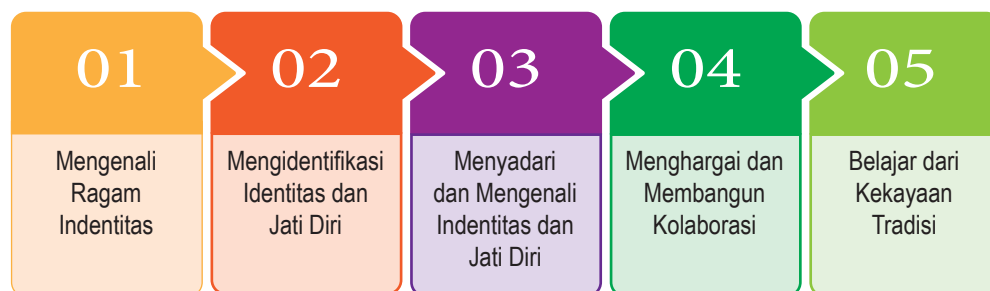 01
Mengenali
Ragam
Indentitas
02
Mengidentifikasi
Identitas dan
Jati Diri
03
Menyadari
dan Mengenali
Indentitas dan
Jati Diri
04
Menghargai dan
Membangun
Kolaborasi
05
Belajar dari
Kekayaan
Tradisi